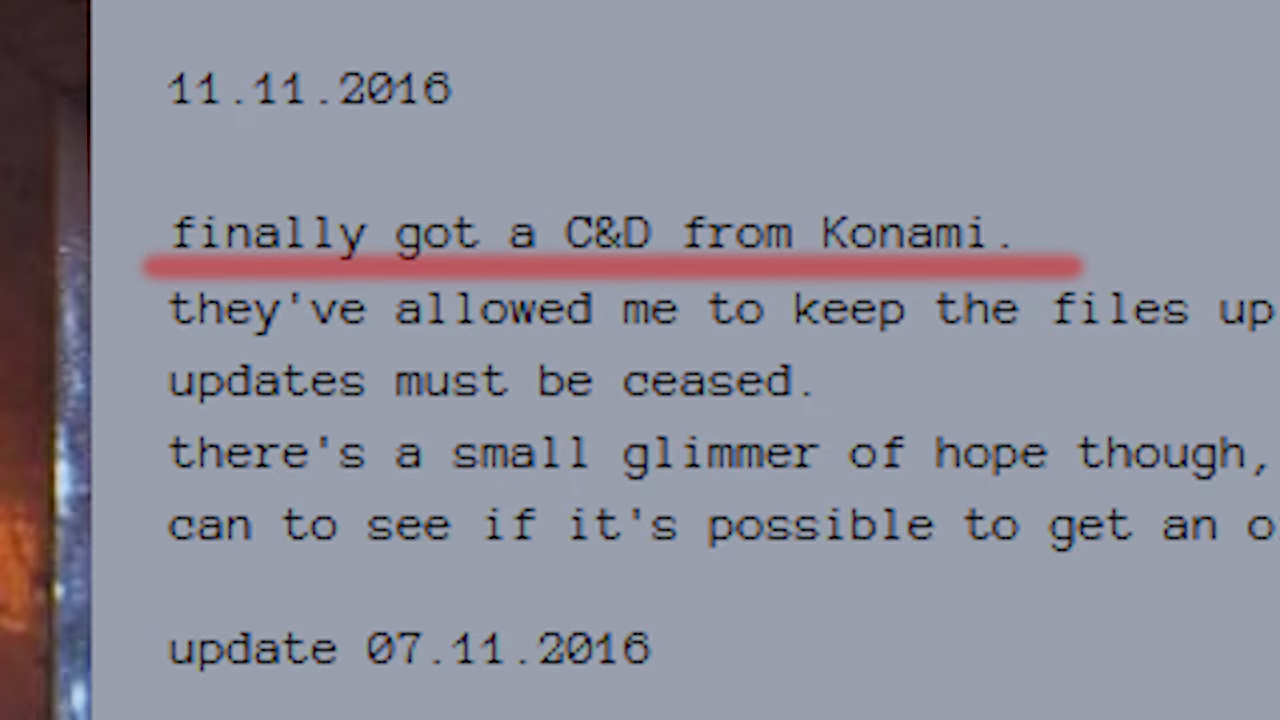 11.11.2016
finally got a C&D from Konami.
they've allowed me to keep the files up
updates must be ceased.
there's a small glimmer of hope though,
can to see if it's possible to get an
update 07.11.2016